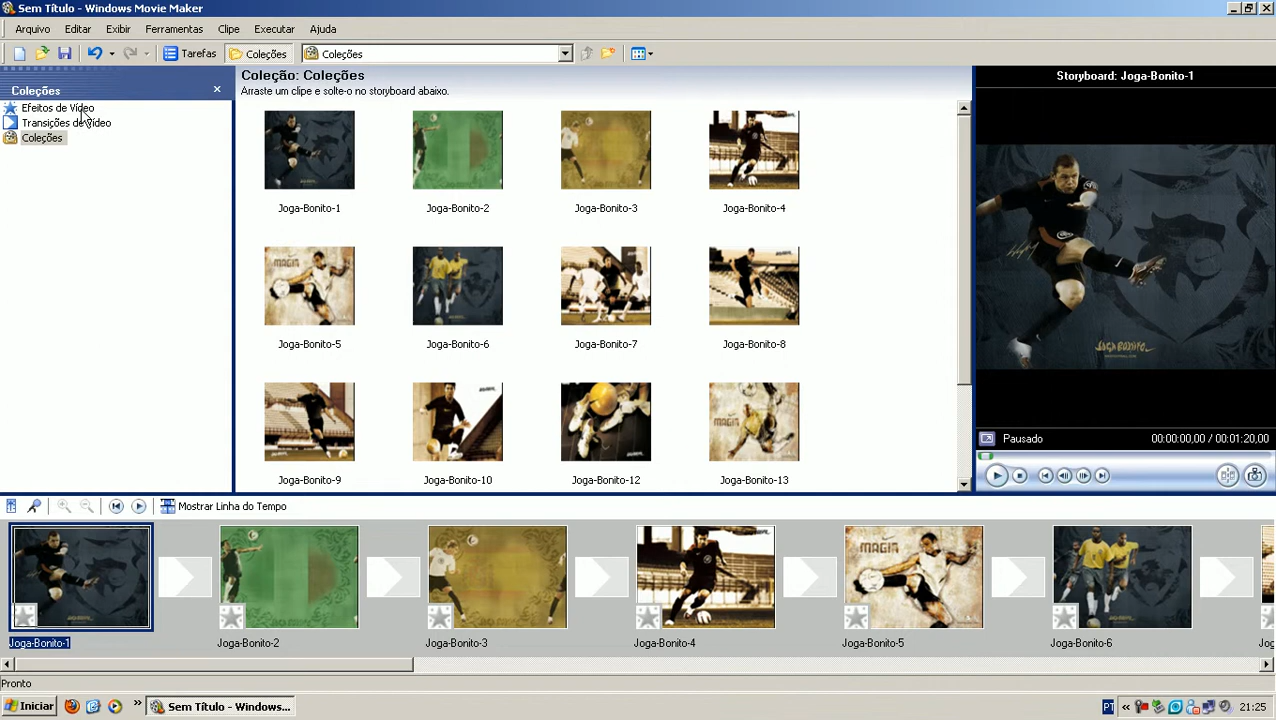 Sem Título - Windows Movie Maker
Arquivo Editar Exibir Ferramentas Clipe Executar Ajuda
Tarefas Coleções Coleções
Coleções
Efeitos de Vídeo
Transições de Vídeo
Coleções
Coleção: Coleções
Arraste um clipe e solte-o no storyboard abaixo.
Joga-Bonito-1 Joga-Bonito-2 Joga-Bonito-3 Joga-Bonito-4
MAGIA
Joga-Bonito-5 Joga-Bonito-6 Joga-Bonito-7 Joga-Bonito-8
MAGIA
Joga-Bonito-9 Joga-Bonito-10 Joga-Bonito-12 Joga-Bonito-13
Storyboard: Joga-Bonito-1
JOGA BONITO
Pausado 00:00:00,00 / 00:01:20,00
Mostrar Linha do Tempo
MAGIA
Joga-Bonito-1 Joga-Bonito-2 Joga-Bonito-3 Joga-Bonito-4 Joga-Bonito-5 Joga-Bonito-6 Jog
Pronto
Iniciar » Sem Título - Windows... PT « 21:25